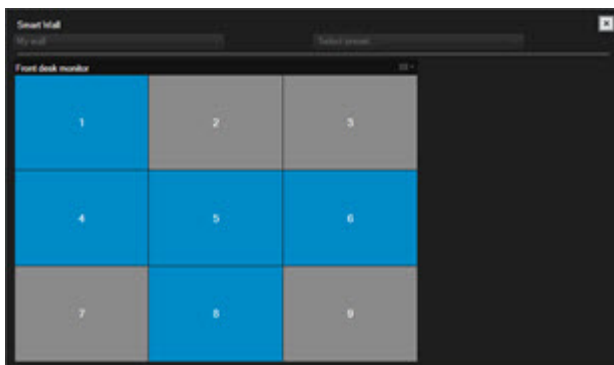 Smart Wall
My wall Select preset...
Front desk monitor
1 2 3
4 5 6
7 8 9